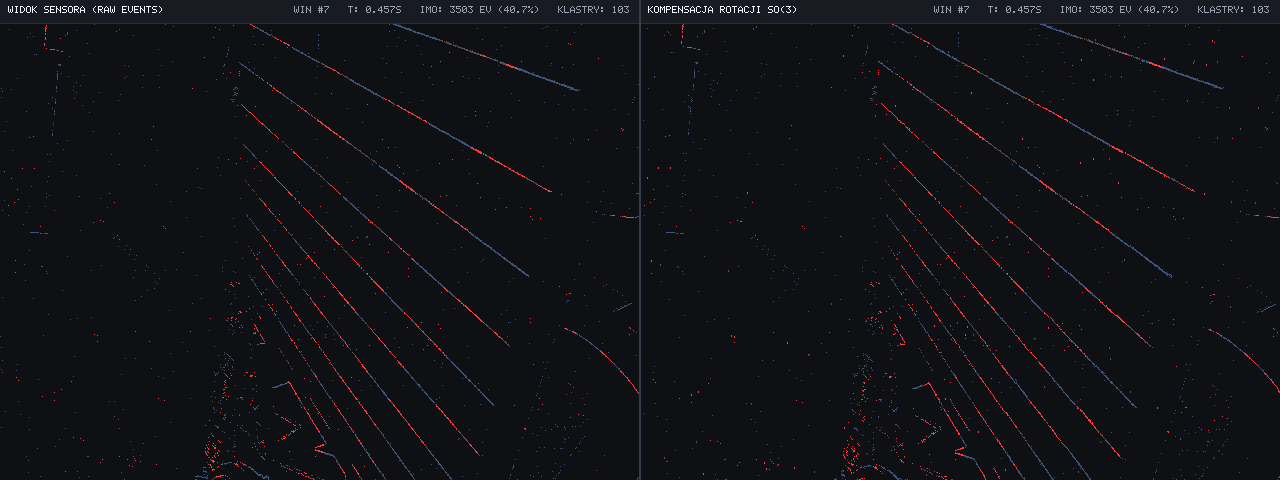 WIDOK SENSORA (RAW EVENTS) WIN #7 T: 0.457S IMO: 3503 EV (40.7%) KLASTRY: 103
KOMPENSACJA ROTACJI SO(3) WIN #7 T: 0.457S IMO: 3503 EV (40.7%) KLASTRY: 103